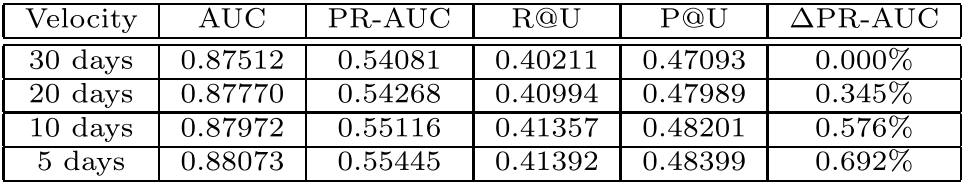 Velocity AUC PR-AUC R@U P@U ΔPR-AUC
30 days 0.87512 0.54081 0.40211 0.47093 0.000%
20 days 0.87770 0.54268 0.40994 0.47989 0.345%
10 days 0.87972 0.55116 0.41357 0.48201 0.576%
5 days 0.88073 0.55445 0.41392 0.48399 0.692%